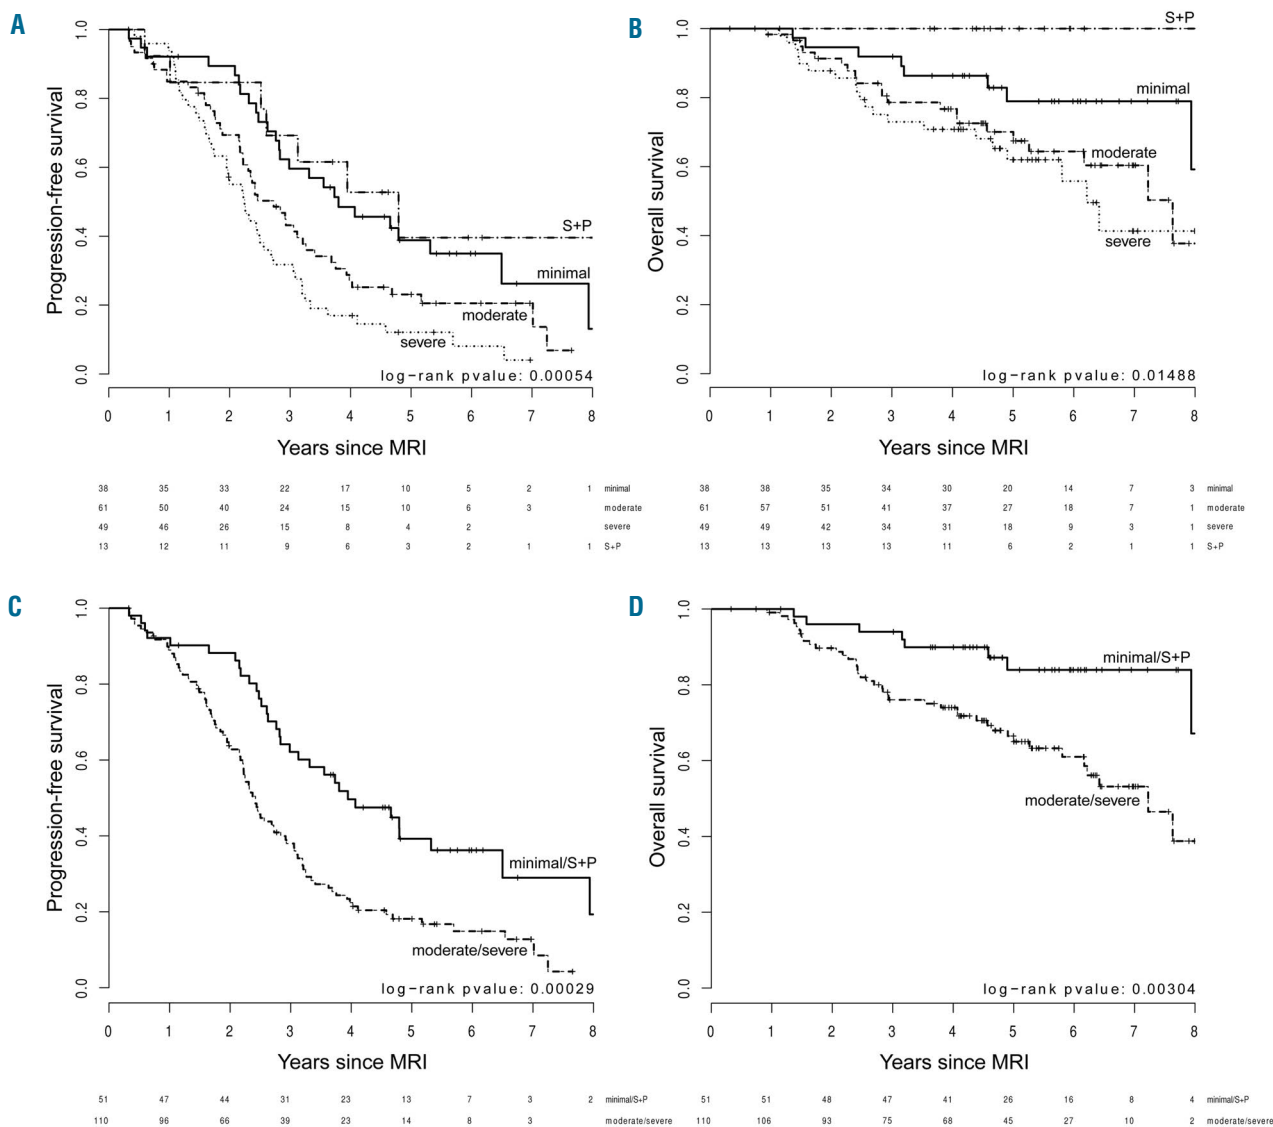 A
Progression-free survival
1.0
0.8
0.6
0.4
0.2
0.0
S+P
minimal
moderate
severe
log-rank pvalue: 0.00054
0 1 2 3 4 5 6 7 8
Years since MRI
38 35 33 22 17 10 5 2 1 minimal
61 50 40 24 15 10 6 3 moderate
49 46 26 15 8 4 2 severe
13 12 11 9 6 3 2 1 1 S+P
B
Overall survival
1.0
0.8
0.6
0.4
0.2
0.0
S+P
minimal
moderate
severe
log-rank pvalue: 0.01488
0 1 2 3 4 5 6 7 8
Years since MRI
38 38 35 34 30 20 14 7 3 minimal
61 57 51 41 37 27 18 7 1 moderate
49 49 42 34 31 18 9 3 1 severe
13 13 13 13 11 6 2 1 1 S+P
C
Progression-free survival
1.0
0.8
0.6
0.4
0.2
0.0
minimal/S+P
moderate/severe
log-rank pvalue: 0.00029
0 1 2 3 4 5 6 7 8
Years since MRI
51 47 44 31 23 13 7 3 2 minimal/S+P
110 96 66 39 23 14 8 3 moderate/severe
D
Overall survival
1.0
0.8
0.6
0.4
0.2
0.0
minimal/S+P
moderate/severe
log-rank pvalue: 0.00304
0 1 2 3 4 5 6 7 8
Years since MRI
51 51 48 47 41 26 16 8 4 minimal/S+P
110 106 93 75 68 45 27 10 2 moderate/severe